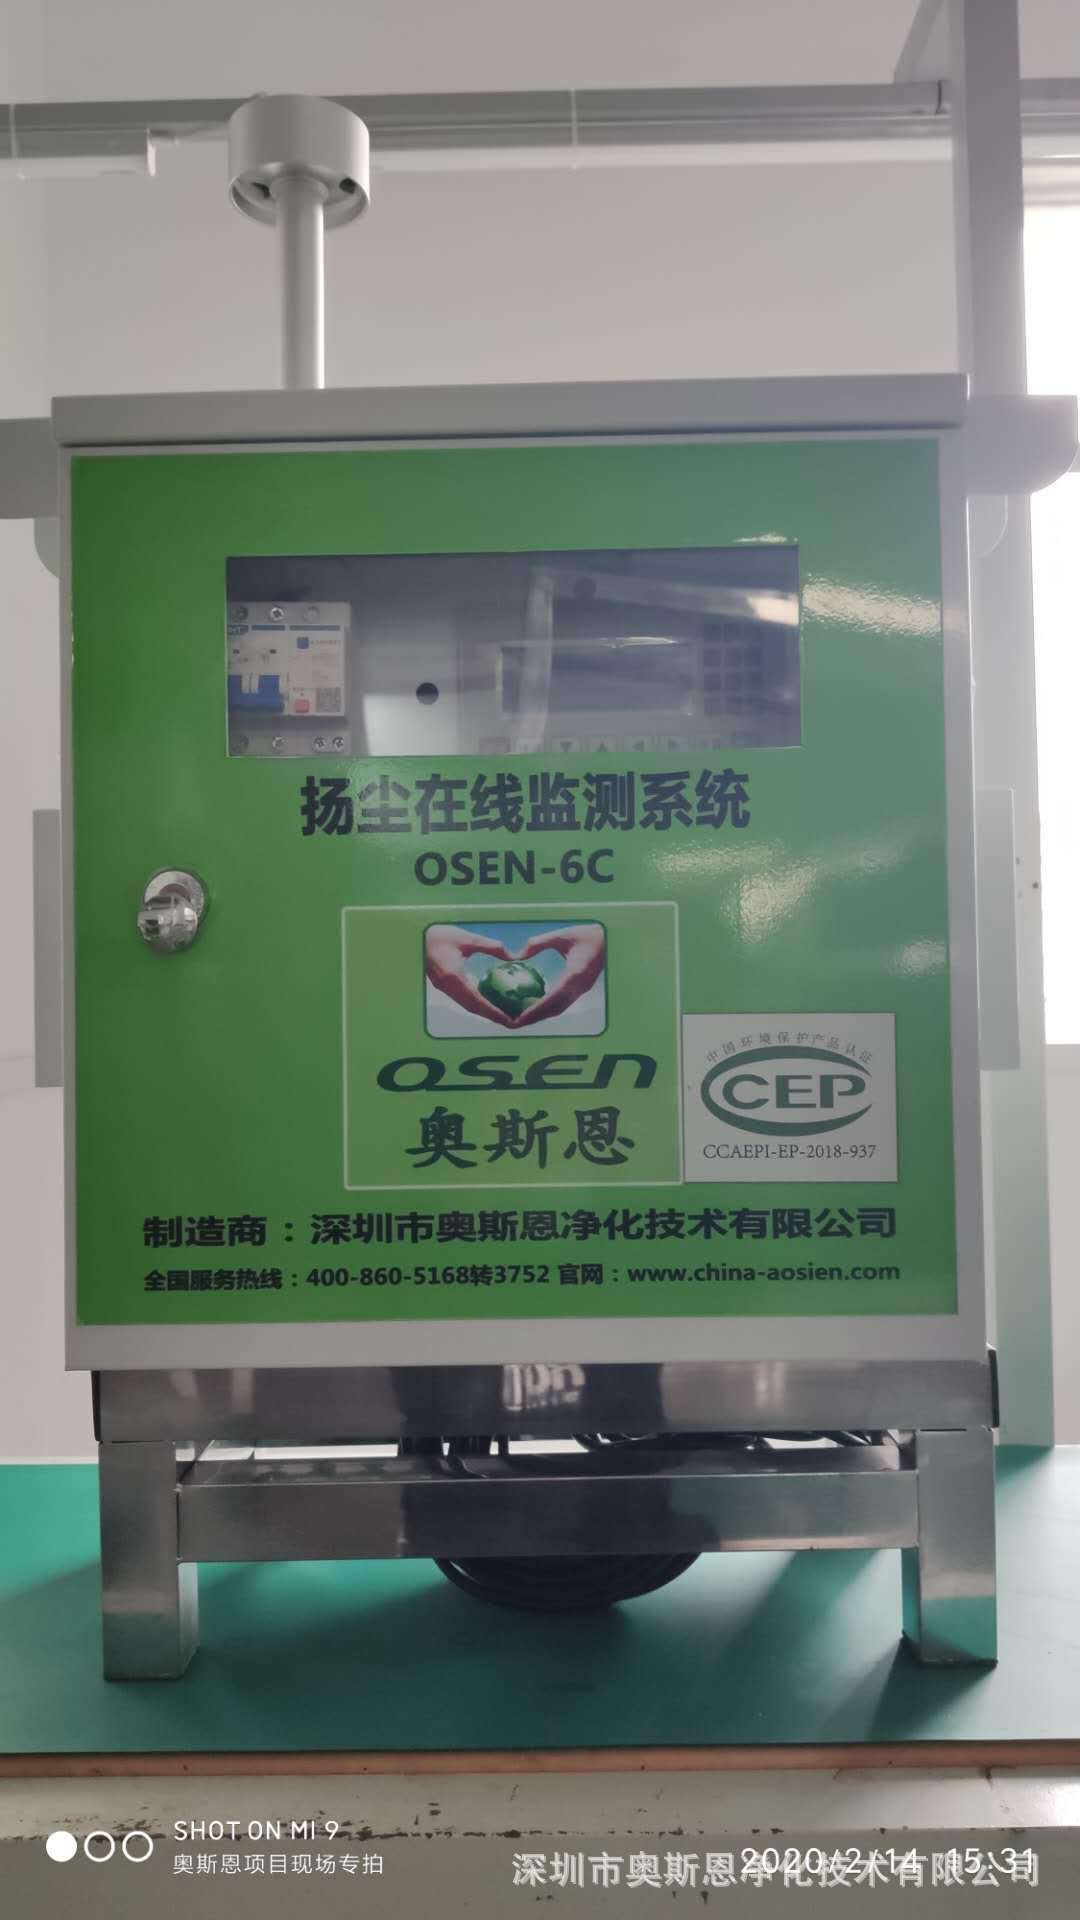 扬尘在线监测系统
OSEN-6C
OSEN
奥斯恩
中国环境保护产品认证
CEP
CCAEPI-EP-2018-937
制造商：深圳市奥斯恩净化技术有限公司
全国服务热线：400-860-5168转3752 官网：www.china-aosien.com
SHOT ON MI 9
奥斯恩项目现场专拍
2020/2/14 15:31
深圳市奥斯恩净化技术有限公司